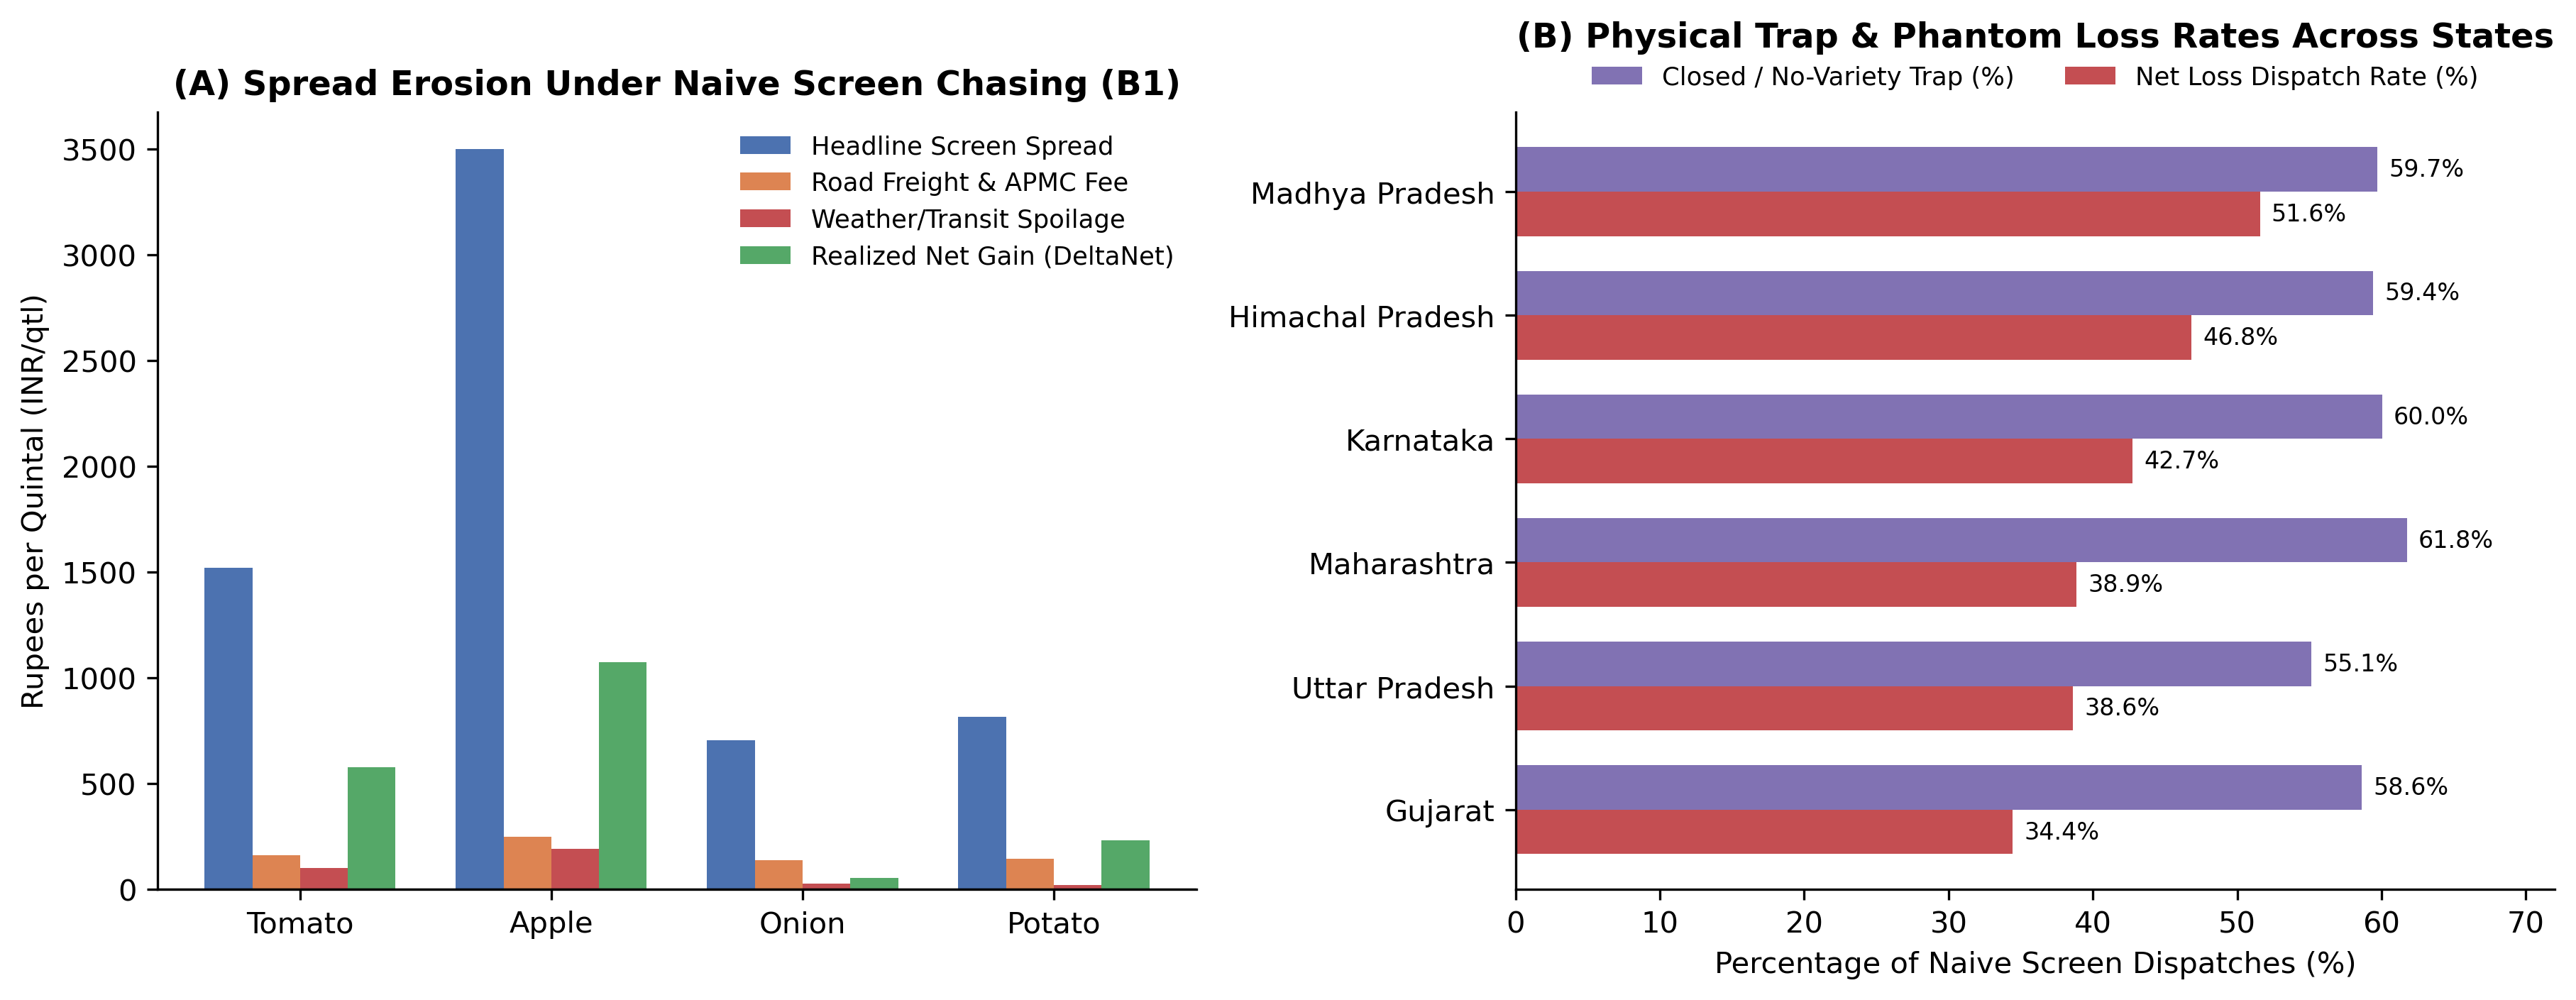 (A) Spread Erosion Under Naive Screen Chasing (B1)
Headline Screen Spread
Road Freight & APMC Fee
Weather/Transit Spoilage
Realized Net Gain (DeltaNet)
Rupees per Quintal (INR/qtl)
3500
3000
2500
2000
1500
1000
500
0
Tomato
Apple
Onion
Potato
(B) Physical Trap & Phantom Loss Rates Across States
Closed / No-Variety Trap (%)
Net Loss Dispatch Rate (%)
Madhya Pradesh
59.7%
51.6%
Himachal Pradesh
59.4%
46.8%
Karnataka
60.0%
42.7%
Maharashtra
61.8%
38.9%
Uttar Pradesh
55.1%
38.6%
Gujarat
58.6%
34.4%
0 10 20 30 40 50 60 70
Percentage of Naive Screen Dispatches (%)